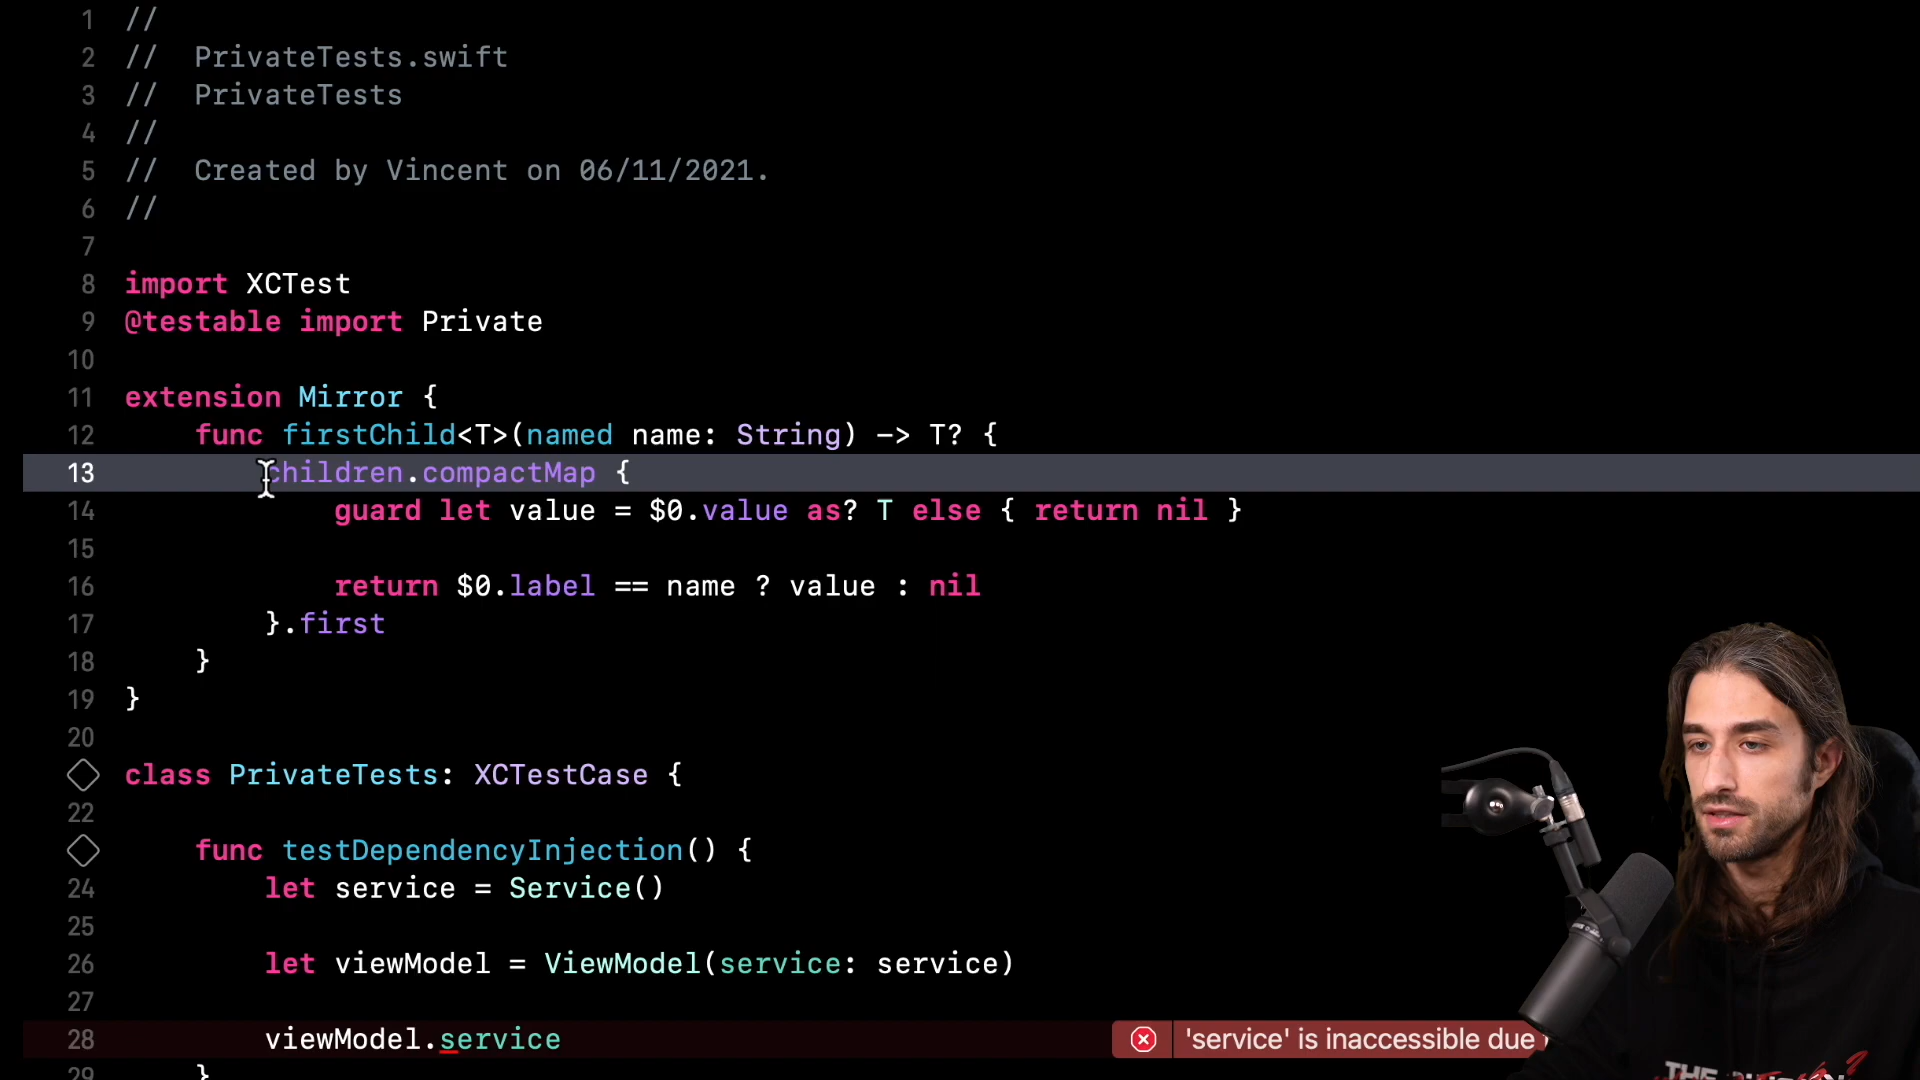 1 //
2 // PrivateTests.swift
3 // PrivateTests
4 //
5 // Created by Vincent on 06/11/2021.
6 //
7
8 import XCTest
9 @testable import Private
10
11 extension Mirror {
12 func firstChild<T>(named name: String) -> T? {
13 children.compactMap {
14 guard let value = $0.value as? T else { return nil }
15
16 return $0.label == name ? value : nil
17 }.first
18 }
19 }
20
class PrivateTests: XCTestCase {
22
func testDependencyInjection() {
24 let service = Service()
25
26 let viewModel = ViewModel(service: service)
27
28 viewModel.service 'service' is inaccessible due
29 }
THE